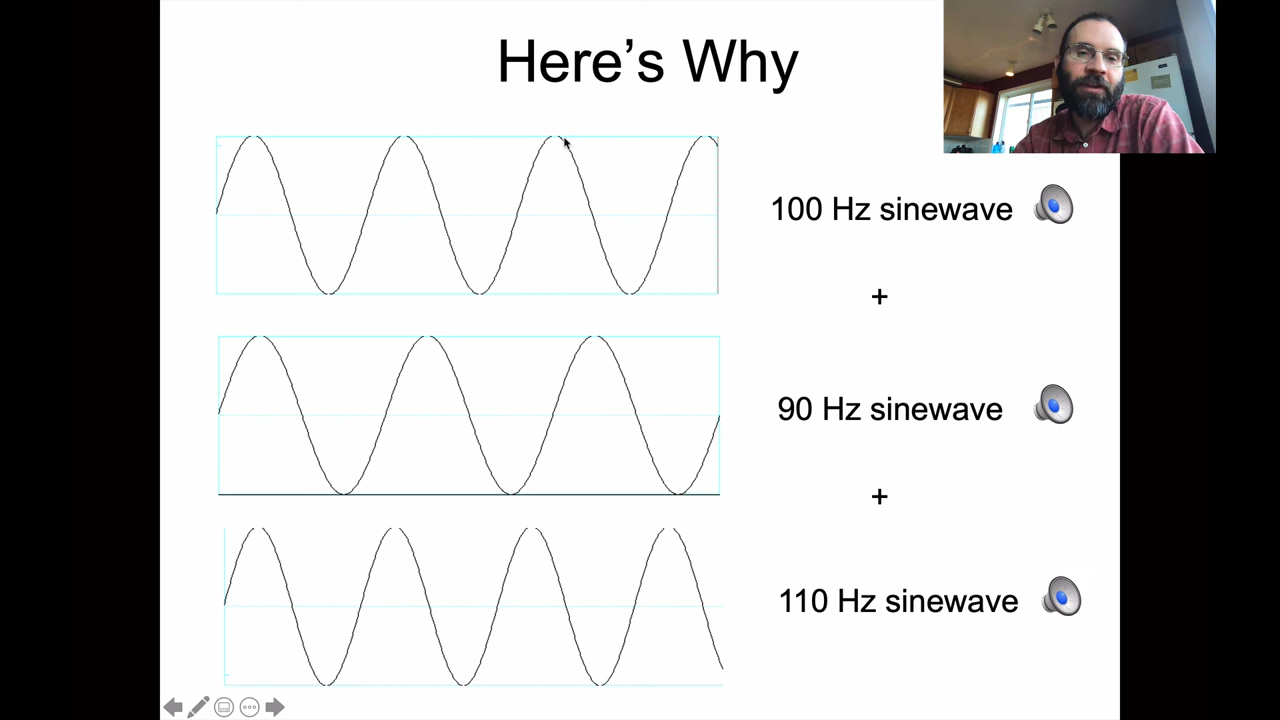 Here's Why
100 Hz sinewave
+
90 Hz sinewave
+
110 Hz sinewave